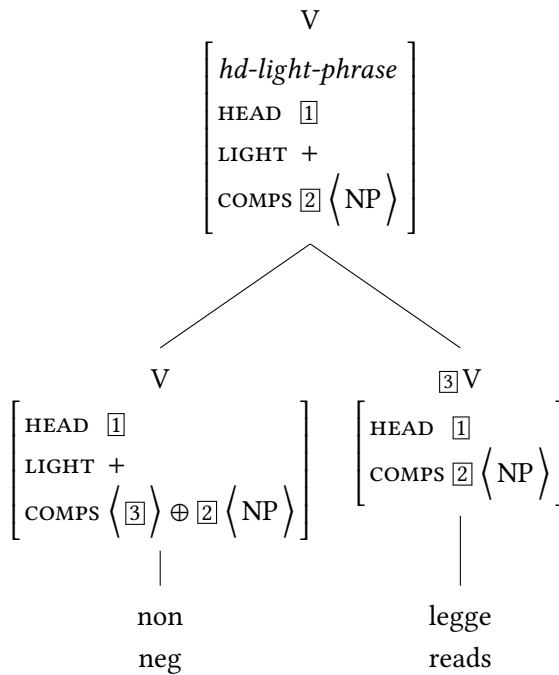 V
hd-light-phrase
HEAD 1
LIGHT +
COMPS 2 ⟨NP⟩
V
HEAD 1
LIGHT +
COMPS ⟨3⟩ ⊕ 2 ⟨NP⟩
non
neg
3 V
HEAD 1
COMPS 2 ⟨NP⟩
legge
reads